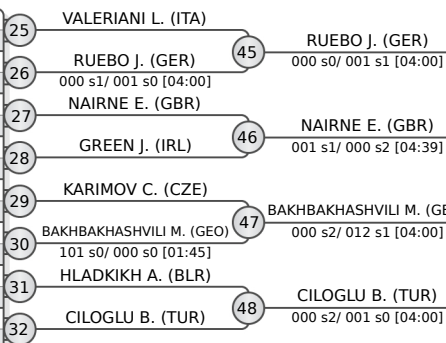 25
VALERIANI L. (ITA)
45
RUEBO J. (GER)
000 s0/ 001 s1 [04:00]
26
RUEBO J. (GER)
000 s1/ 001 s0 [04:00]
27
NAIRNE E. (GBR)
46
NAIRNE E. (GBR)
001 s1/ 000 s2 [04:39]
28
GREEN J. (IRL)
29
KARIMOV C. (CZE)
47
BAKHBAKHASHVILI M. (GE
000 s2/ 012 s1 [04:00]
30
BAKHBAKHASHVILI M. (GEO)
101 s0/ 000 s0 [01:45]
31
HLADKIKH A. (BLR)
48
CILOGLU B. (TUR)
000 s2/ 001 s0 [04:00]
32
CILOGLU B. (TUR)